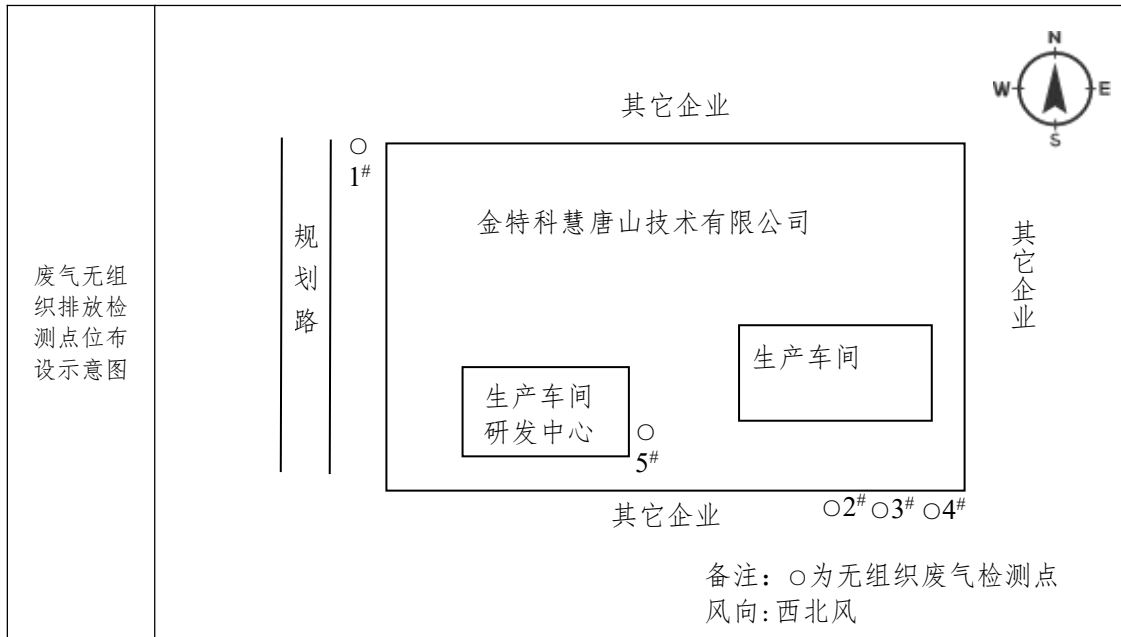 废气无组
织排放检
测点位布
设示意图
N
W
E
S
其它企业
1#
规划路
金特科慧唐山技术有限公司
其它企业
生产车间
生产车间
研发中心
5#
其它企业
2# 3# 4#
备注：○为无组织废气检测点
风向:西北风